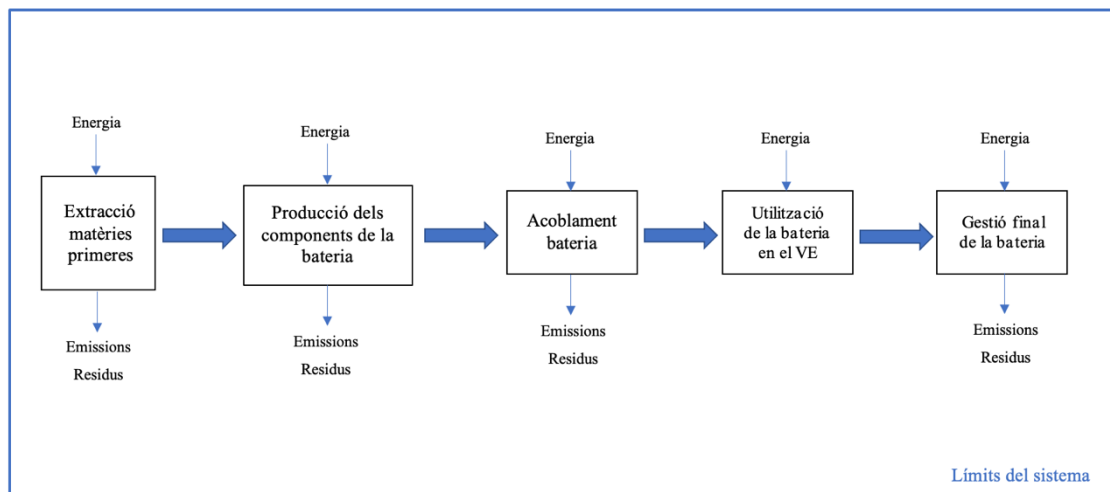 Energia
Extracció
matèries
primeres
Emissions
Residus
Energia
Producció dels
components de la
bateria
Emissions
Residus
Energia
Acoblament
bateria
Emissions
Residus
Energia
Utilització
de la bateria
en el VE
Energia
Gestió final
de la bateria
Emissions
Residus
Límits del sistema